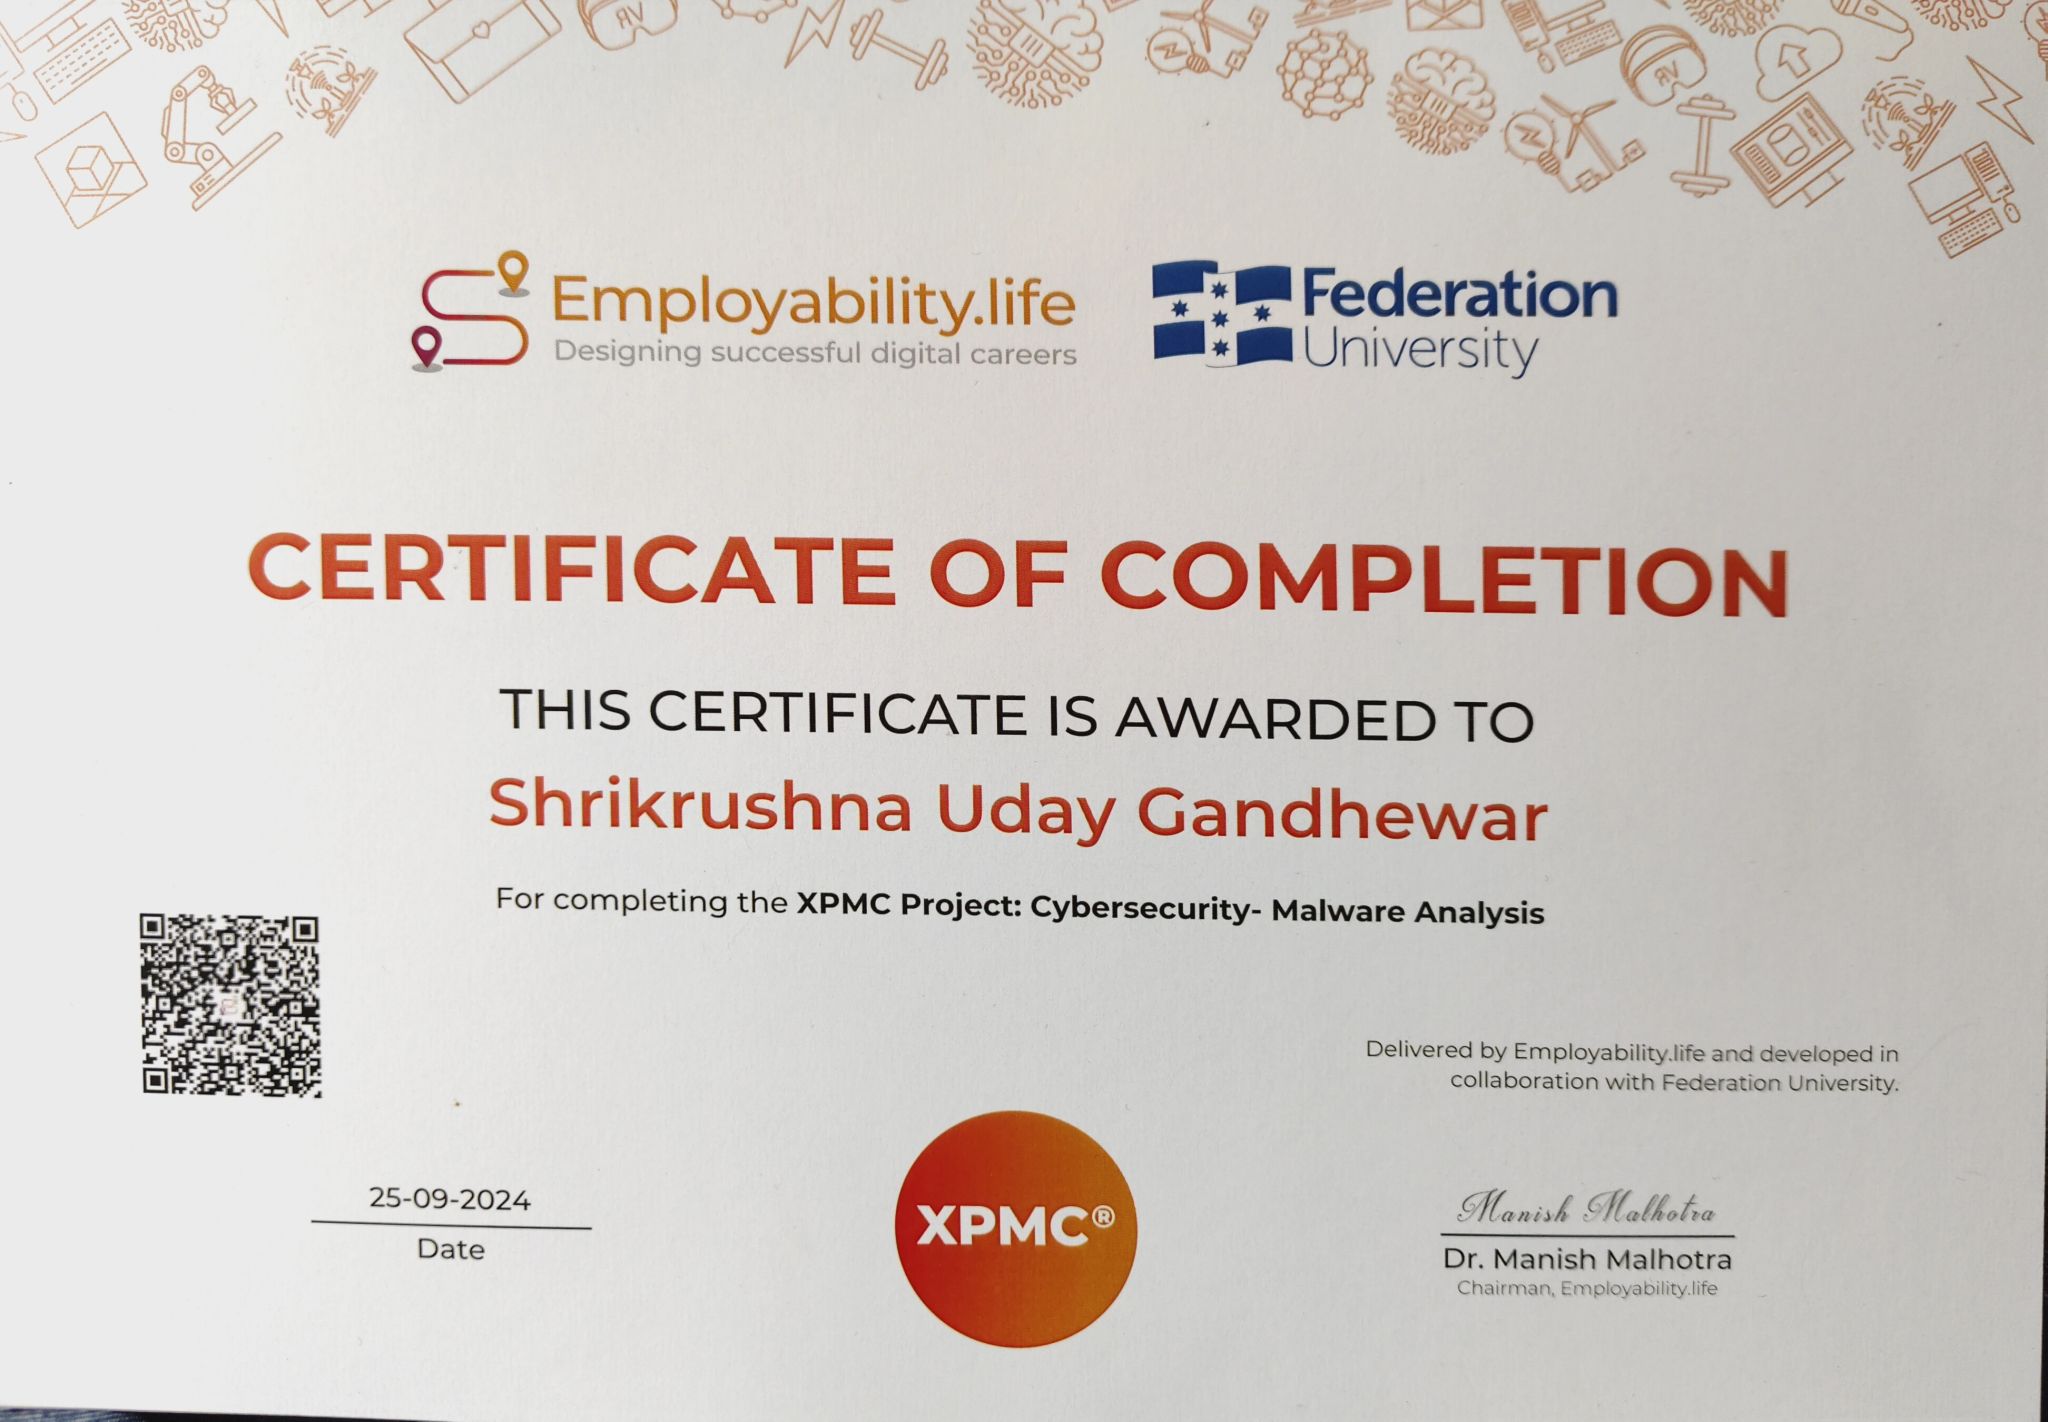 Employability.life
Designing successful digital careers
Federation
University
CERTIFICATE OF COMPLETION
THIS CERTIFICATE IS AWARDED TO
Shrikrushna Uday Gandhewar
For completing the XPMC Project: Cybersecurity- Malware Analysis
Delivered by Employability.life and developed in
collaboration with Federation University.
25-09-2024
Date
XPMC®
Manish Malhotra
Dr. Manish Malhotra
Chairman, Employability.life